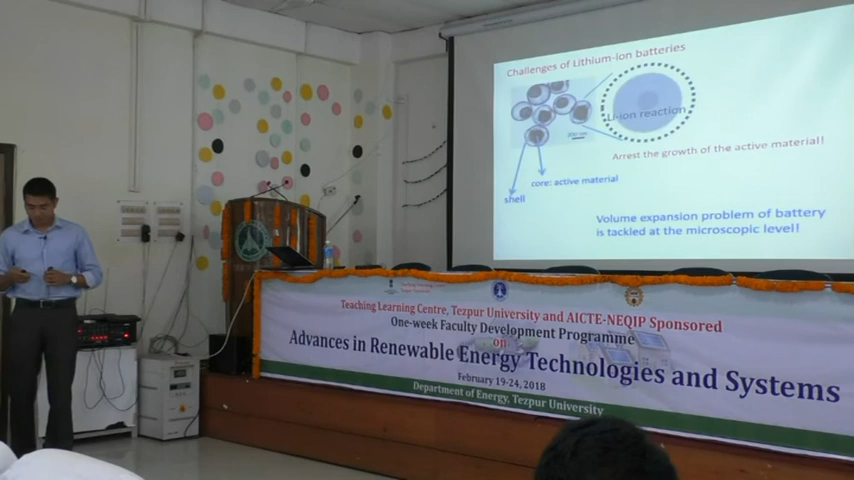 Challenges of Lithium-ion batteries
Li-ion reaction
200 nm
Arrest the growth of the active material!
core: active material
shell
Volume expansion problem of battery
is tackled at the microscopic level!
Teaching Learning Centre, Tezpur University and AICTE-NEQIP Sponsored
One-week Faculty Development Programme
on
Advances in Renewable Energy Technologies and Systems
February 19-24, 2018
Department of Energy, Tezpur University